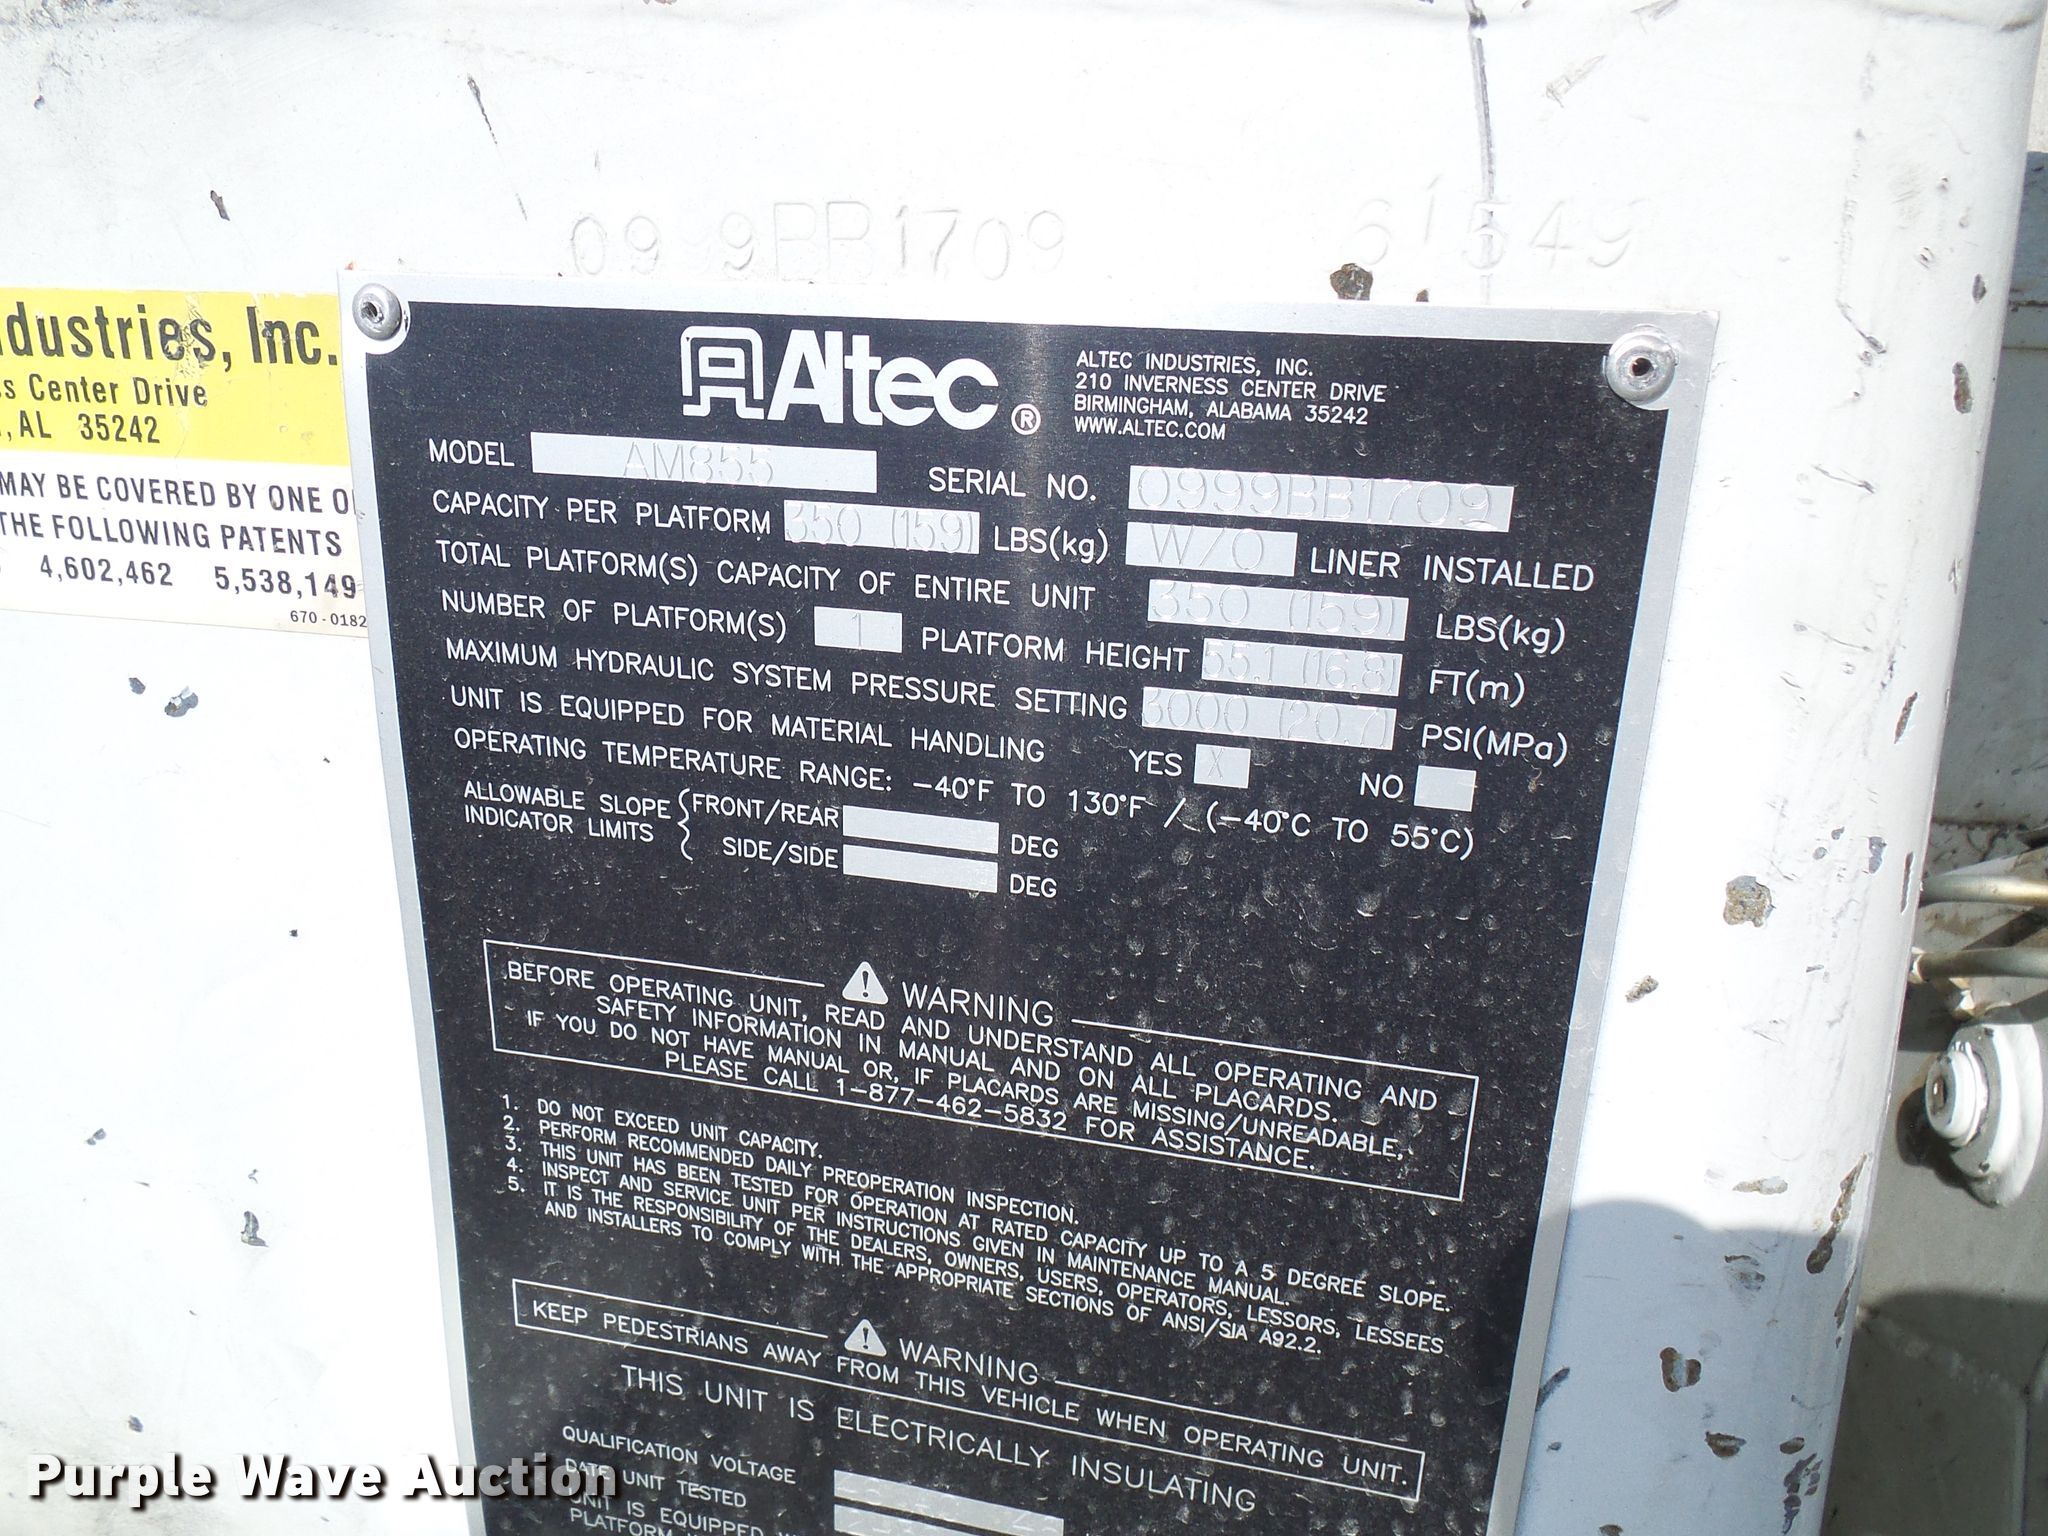 0999BB1709 61549
ndustries, Inc.
ss Center Drive
, AL 35242
MAY BE COVERED BY ONE O
THE FOLLOWING PATENTS
4,602,462 5,538,149
670-0182
Altec®
ALTEC INDUSTRIES, INC.
210 INVERNESS CENTER DRIVE
BIRMINGHAM, ALABAMA 35242
WWW.ALTEC.COM
MODEL AM855 SERIAL NO. 0999BB1709
CAPACITY PER PLATFORM 350 (159) LBS(kg) W/O LINER INSTALLED
TOTAL PLATFORM(S) CAPACITY OF ENTIRE UNIT 350 (159) LBS(kg)
NUMBER OF PLATFORM(S) 1 PLATFORM HEIGHT 55.1 (16.8) FT(m)
MAXIMUM HYDRAULIC SYSTEM PRESSURE SETTING 3000 (20.7) PSI(MPa)
UNIT IS EQUIPPED FOR MATERIAL HANDLING YES X NO
OPERATING TEMPERATURE RANGE: -40°F TO 130°F / (-40°C TO 55°C)
ALLOWABLE SLOPE FRONT/REAR DEG
INDICATOR LIMITS SIDE/SIDE DEG
WARNING
BEFORE OPERATING UNIT, READ AND UNDERSTAND ALL OPERATING AND
SAFETY INFORMATION IN MANUAL AND ON ALL PLACARDS.
IF YOU DO NOT HAVE MANUAL OR, IF PLACARDS ARE MISSING/UNREADABLE,
PLEASE CALL 1-877-462-5832 FOR ASSISTANCE.
1. DO NOT EXCEED UNIT CAPACITY.
2. PERFORM RECOMMENDED DAILY PREOPERATION INSPECTION.
3. THIS UNIT HAS BEEN TESTED FOR OPERATION AT RATED CAPACITY UP TO A 5 DEGREE SLOPE.
4. INSPECT AND SERVICE UNIT PER INSTRUCTIONS GIVEN IN MAINTENANCE MANUAL.
5. IT IS THE RESPONSIBILITY OF THE DEALERS, OWNERS, USERS, OPERATORS, LESSORS, LESSEES
AND INSTALLERS TO COMPLY WITH THE APPROPRIATE SECTIONS OF ANSI/SIA A92.2.
WARNING
KEEP PEDESTRIANS AWAY FROM THIS VEHICLE WHEN OPERATING UNIT.
THIS UNIT IS ELECTRICALLY INSULATING
QUALIFICATION VOLTAGE
DATE UNIT TESTED
UNIT IS EQUIPPED
PLATFORM
Purple Wave Auction